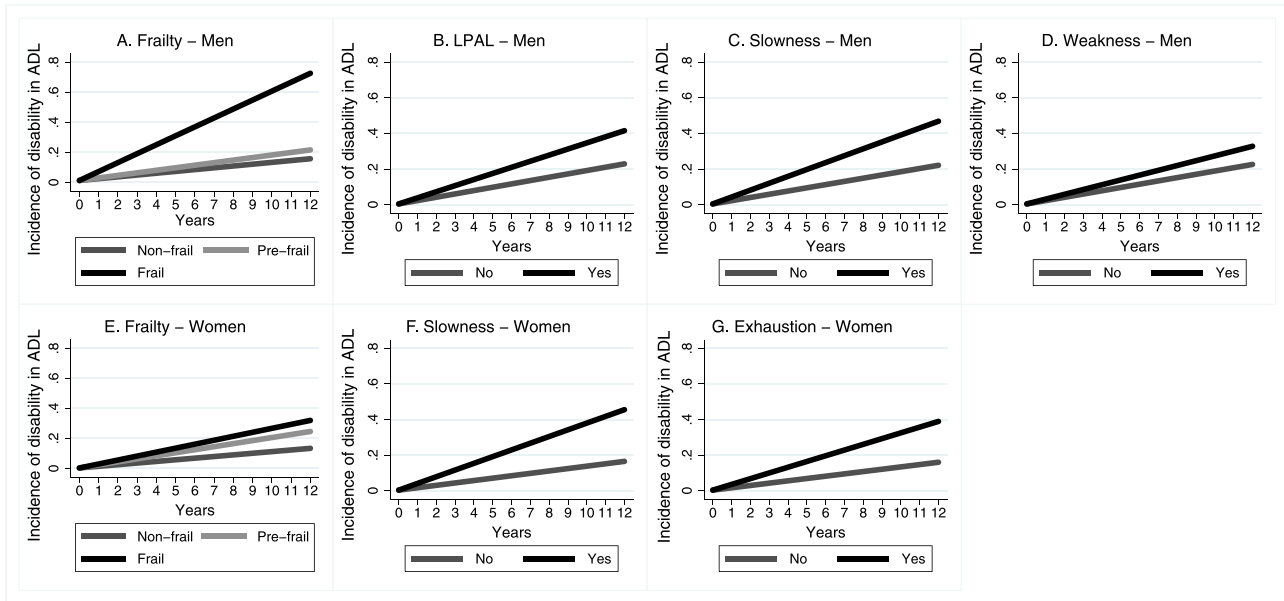 A. Frailty – Men
Incidence of disability in ADL
.8
.6
.4
.2
0
0 1 2 3 4 5 6 7 8 9 10 11 12
Years
Non−frail Pre−frail
Frail
B. LPAL – Men
Incidence of disability in ADL
.8
.6
.4
.2
0
0 1 2 3 4 5 6 7 8 9 10 11 12
Years
No Yes
C. Slowness – Men
Incidence of disability in ADL
.8
.6
.4
.2
0
0 1 2 3 4 5 6 7 8 9 10 11 12
Years
No Yes
D. Weakness – Men
Incidence of disability in ADL
.8
.6
.4
.2
0
0 1 2 3 4 5 6 7 8 9 10 11 12
Years
No Yes
E. Frailty – Women
Incidence of disability in ADL
.8
.6
.4
.2
0
0 1 2 3 4 5 6 7 8 9 10 11 12
Years
Non−frail Pre−frail
Frail
F. Slowness – Women
Incidence of disability in ADL
.8
.6
.4
.2
0
0 1 2 3 4 5 6 7 8 9 10 11 12
Years
No Yes
G. Exhaustion – Women
Incidence of disability in ADL
.8
.6
.4
.2
0
0 1 2 3 4 5 6 7 8 9 10 11 12
Years
No Yes